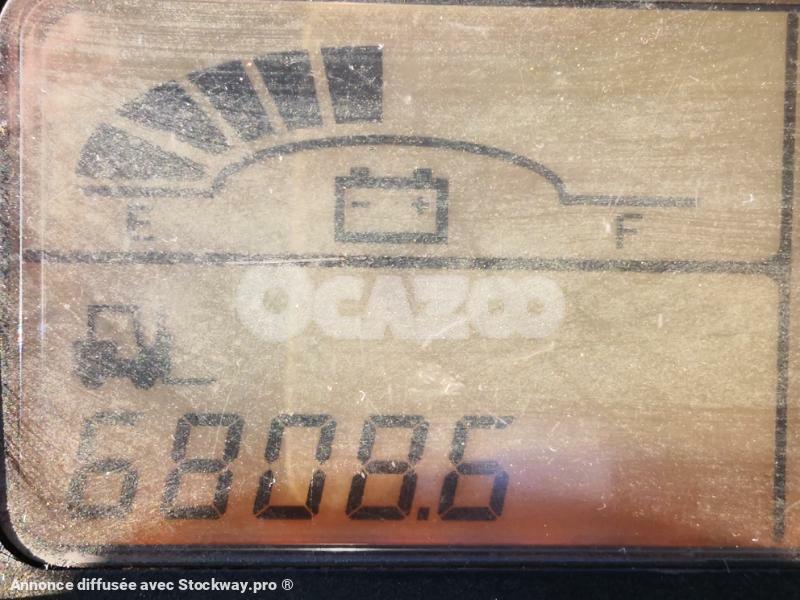 - +
E F
OCAZOO
6808.6
Annonce diffusée avec Stockway.pro ®